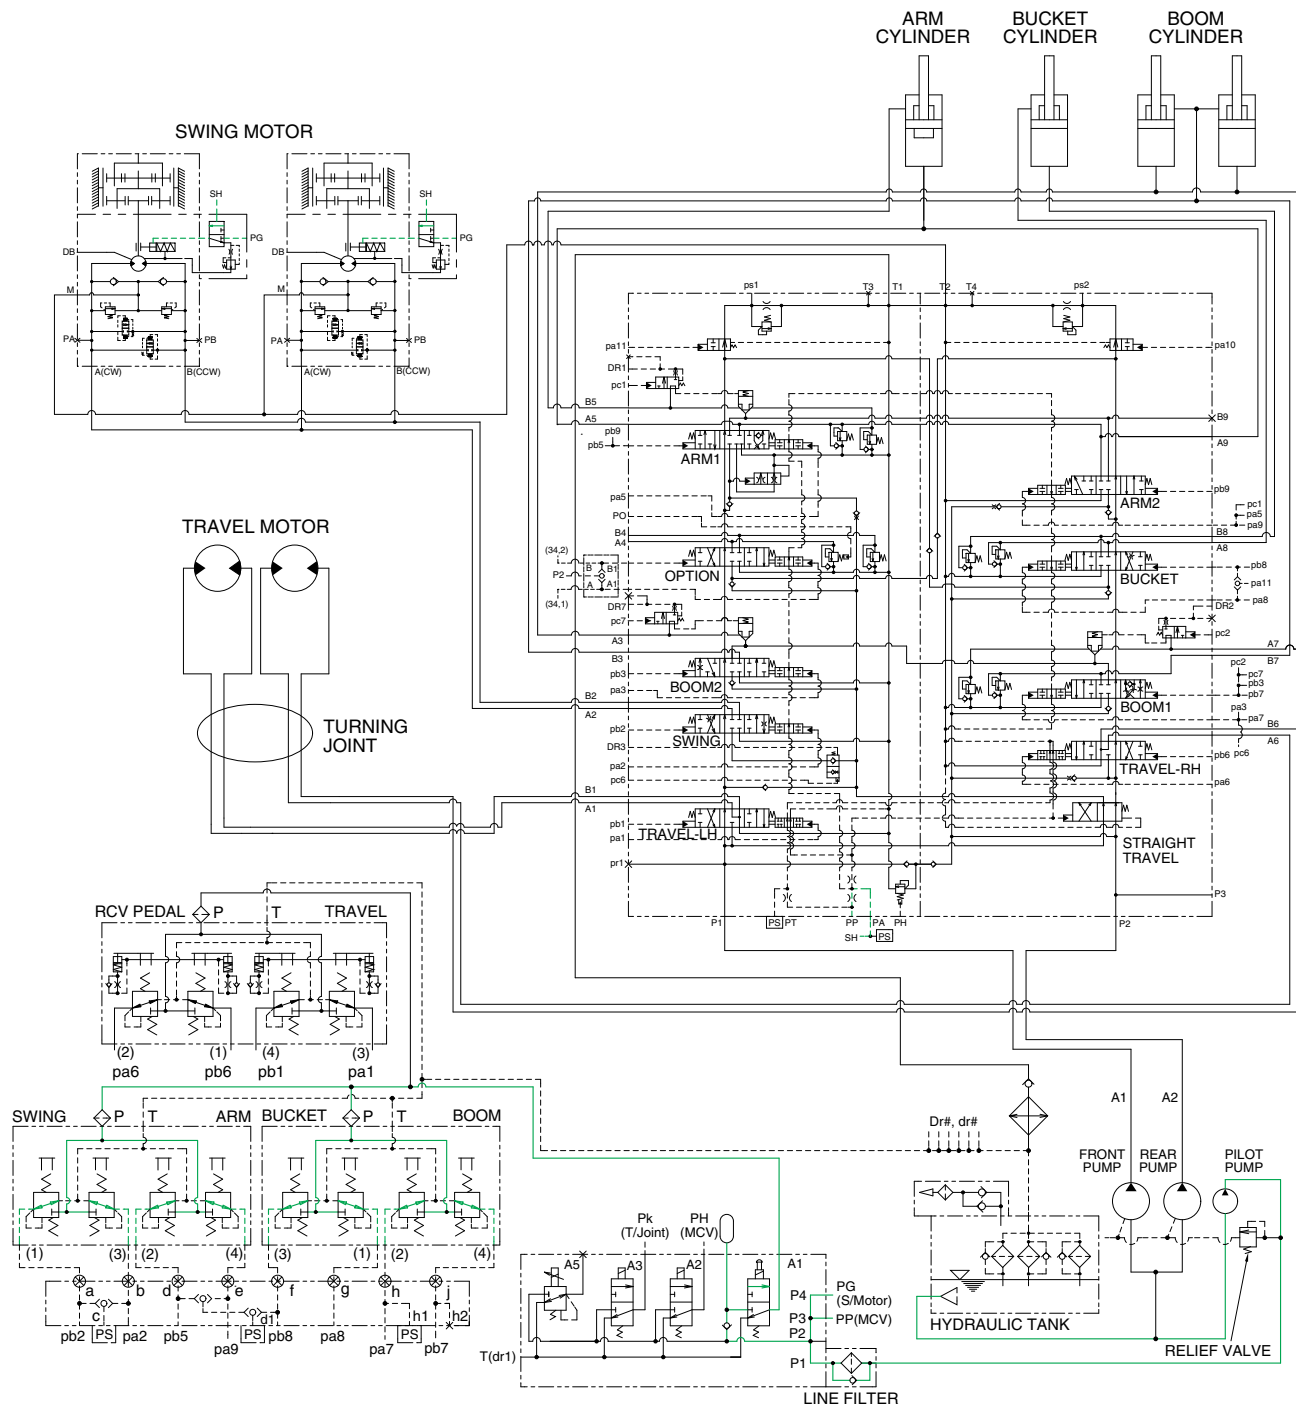 ARM
CYLINDER
BUCKET
CYLINDER
BOOM
CYLINDER
SWING MOTOR
SH
SH
PG
PG
DB
DB
M
M
PA
PB
PA
PB
A(CW)
B(CCW)
A(CW)
B(CCW)
ps1
T3
T1
T2
T4
ps2
pa11
pa10
DR1
pc1
B5
A5
B9
A9
pb9
pb5
ARM1
ARM2
pb9
pa5
PO
pc1
pa5
pa9
B4
A4
B8
A8
(34,2)
B
B1
P2
A
A1
(34,1)
OPTION
BUCKET
pb8
pa11
pa8
DR7
pc7
DR2
pc2
A3
A7
B3
B7
pb3
pa3
BOOM2
BOOM1
pc2
pc7
pb3
pb7
B2
A2
pa3
pa7
B6
A6
pb2
SWING
DR3
pa2
pc6
TRAVEL-RH
pb6
pc6
pa6
B1
A1
pb1
pa1
TRAVEL-LH
STRAIGHT
TRAVEL
pr1
P3
P1
PS
PT
PP
PA
PH
P2
SH
PS
TRAVEL MOTOR
TURNING
JOINT
RCV PEDAL
P
T
TRAVEL
(2)
(1)
(4)
(3)
pa6
pb6
pb1
pa1
SWING
P
T
ARM
BUCKET
P
T
BOOM
(1)
(3)
(2)
(4)
(3)
(1)
(2)
(4)
a
b
d
e
f
g
h
j
c
d1
h1
h2
pb2
PS
pa2
pb5
pa9
PS
pb8
pa8
pa7
PS
pb7
Dr#, dr#
A1
A2
FRONT
PUMP
REAR
PUMP
PILOT
PUMP
HYDRAULIC TANK
RELIEF VALVE
Pk
(T/Joint)
PH
(MCV)
A5
A3
A2
A1
P4
PG
(S/Motor)
P3
PP(MCV)
P2
T(dr1)
P1
LINE FILTER